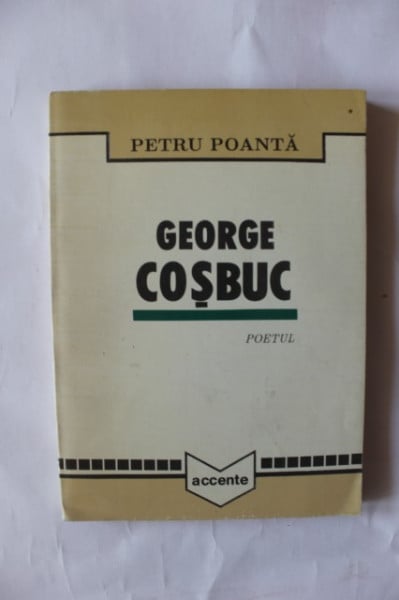 PETRU POANTĂ
GEORGE
COȘBUC
POETUL
accente